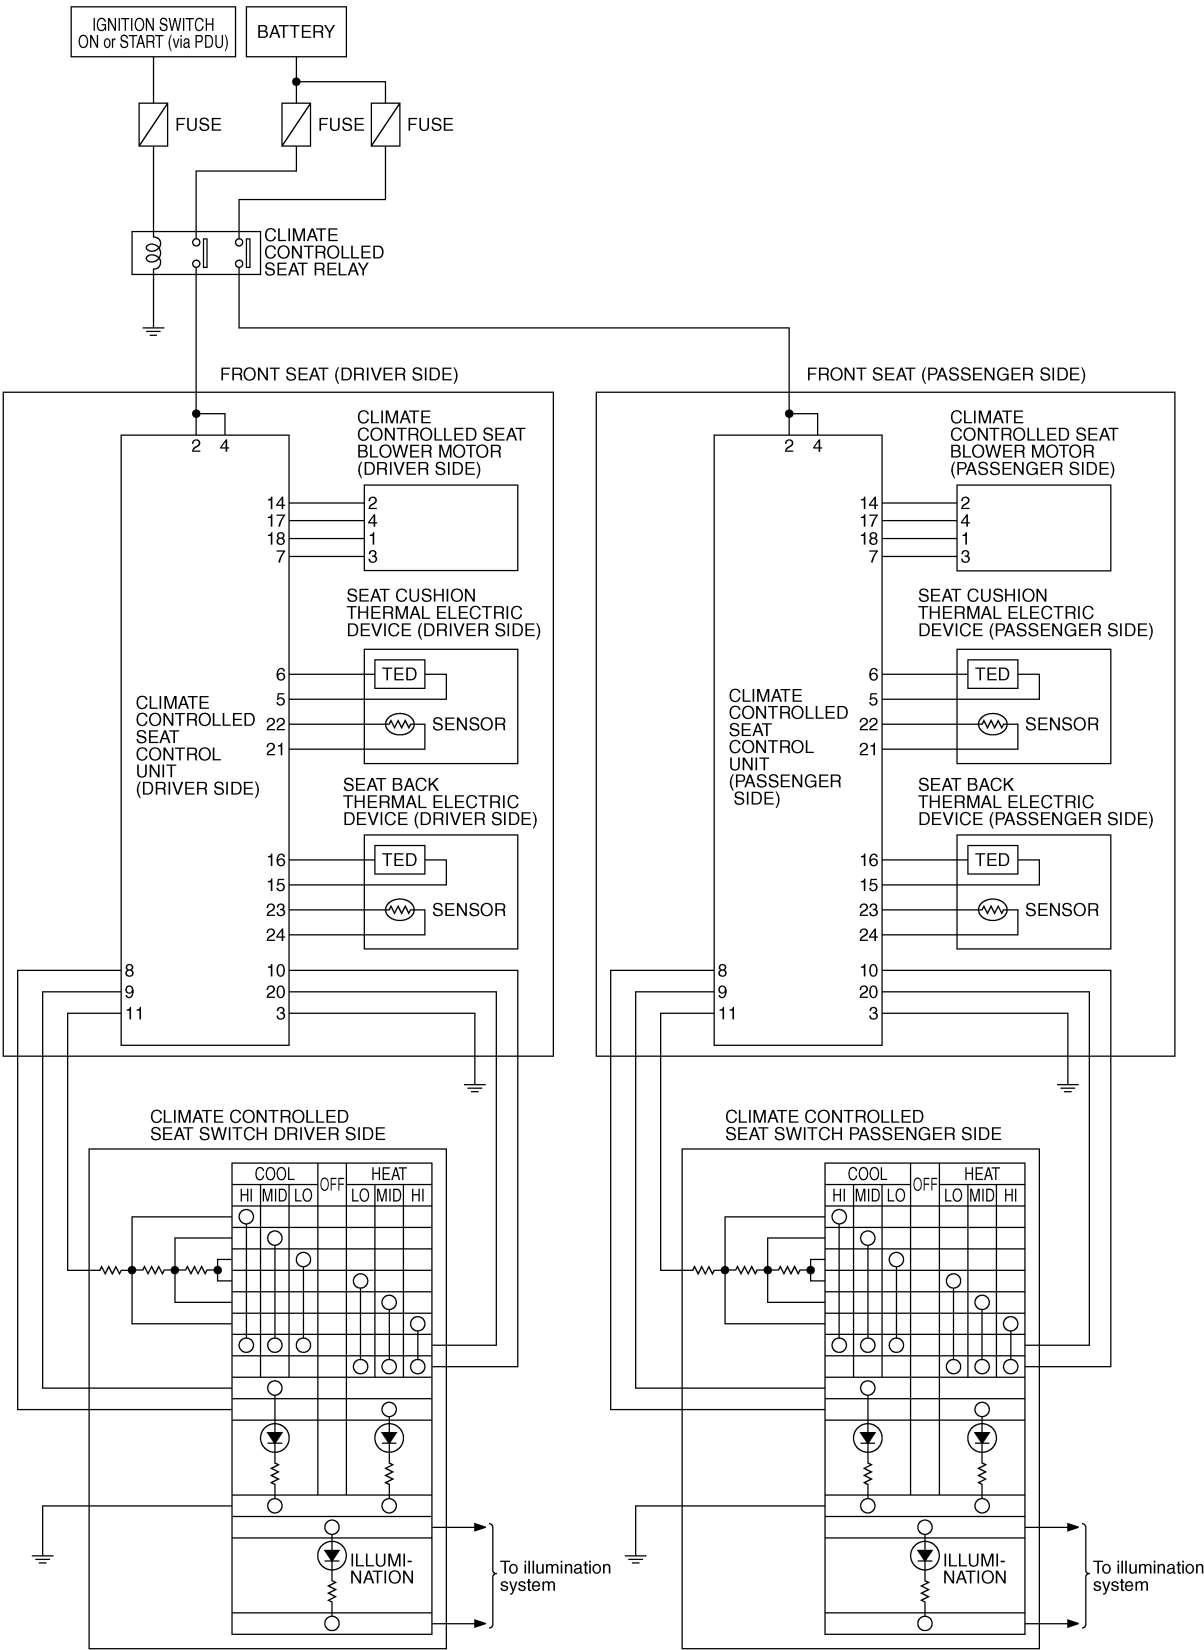 IGNITION SWITCH
ON or START (via PDU)
BATTERY
FUSE
FUSE
FUSE
CLIMATE
CONTROLLED
SEAT RELAY
FRONT SEAT (DRIVER SIDE)
2 4
CLIMATE
CONTROLLED SEAT
BLOWER MOTOR
(DRIVER SIDE)
14 2
17 4
18 1
7 3
SEAT CUSHION
THERMAL ELECTRIC
DEVICE (DRIVER SIDE)
6 TED
5
22 SENSOR
21
CLIMATE
CONTROLLED
SEAT
CONTROL
UNIT
(DRIVER SIDE)
SEAT BACK
THERMAL ELECTRIC
DEVICE (DRIVER SIDE)
16 TED
15
23 SENSOR
24
8 10
9 20
11 3
CLIMATE CONTROLLED
SEAT SWITCH DRIVER SIDE
COOL OFF HEAT
HI MID LO LO MID HI
ILLUMI-
NATION
To illumination
system
FRONT SEAT (PASSENGER SIDE)
2 4
CLIMATE
CONTROLLED SEAT
BLOWER MOTOR
(PASSENGER SIDE)
14 2
17 4
18 1
7 3
SEAT CUSHION
THERMAL ELECTRIC
DEVICE (PASSENGER SIDE)
6 TED
5
22 SENSOR
21
CLIMATE
CONTROLLED
SEAT
CONTROL
UNIT
(PASSENGER
SIDE)
SEAT BACK
THERMAL ELECTRIC
DEVICE (PASSENGER SIDE)
16 TED
15
23 SENSOR
24
8 10
9 20
11 3
CLIMATE CONTROLLED
SEAT SWITCH PASSENGER SIDE
COOL OFF HEAT
HI MID LO LO MID HI
ILLUMI-
NATION
To illumination
system